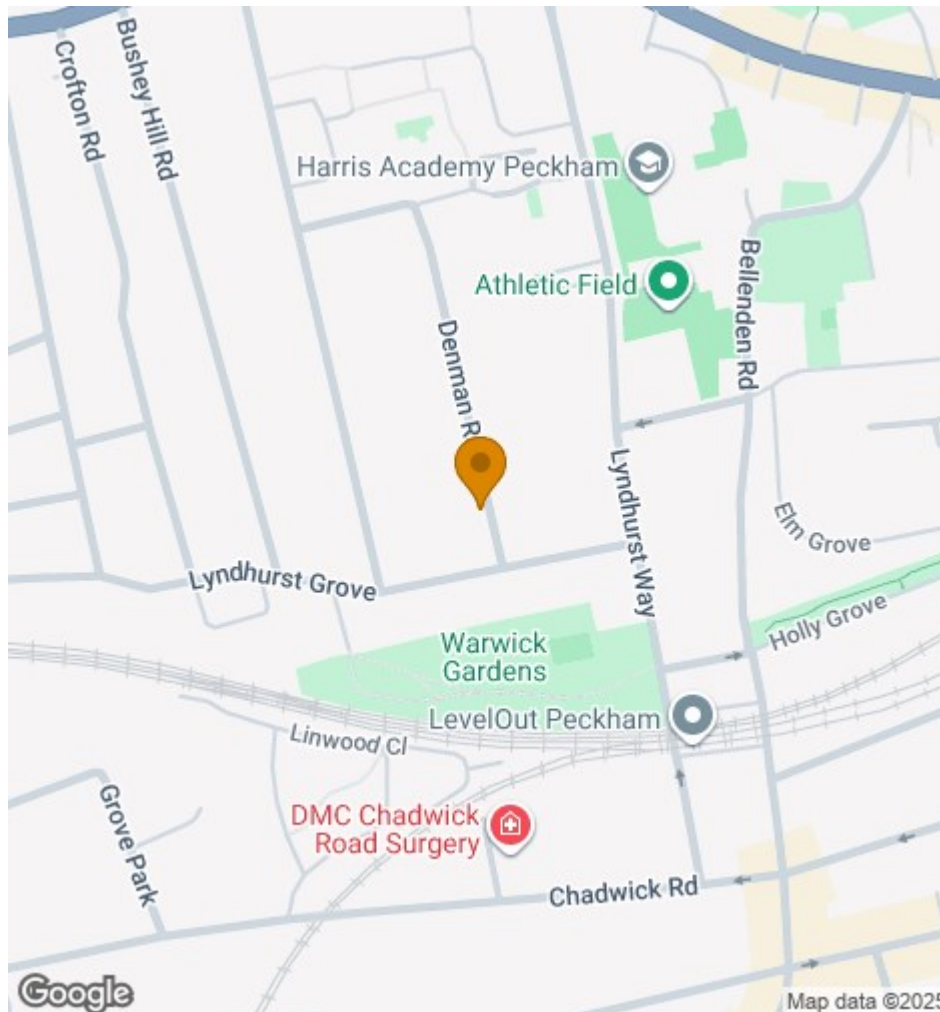 Crofton Rd
Bushey Hill Rd
Harris Academy Peckham
Athletic Field
Bellenden Rd
Denman R
Lyndhurst Way
Elm Grove
Lyndhurst Grove
Holly Grove
Warwick
Gardens
LevelOut Peckham
Linwood Cl
DMC Chadwick
Road Surgery
Grove Park
Chadwick Rd
Google
Map data ©2025